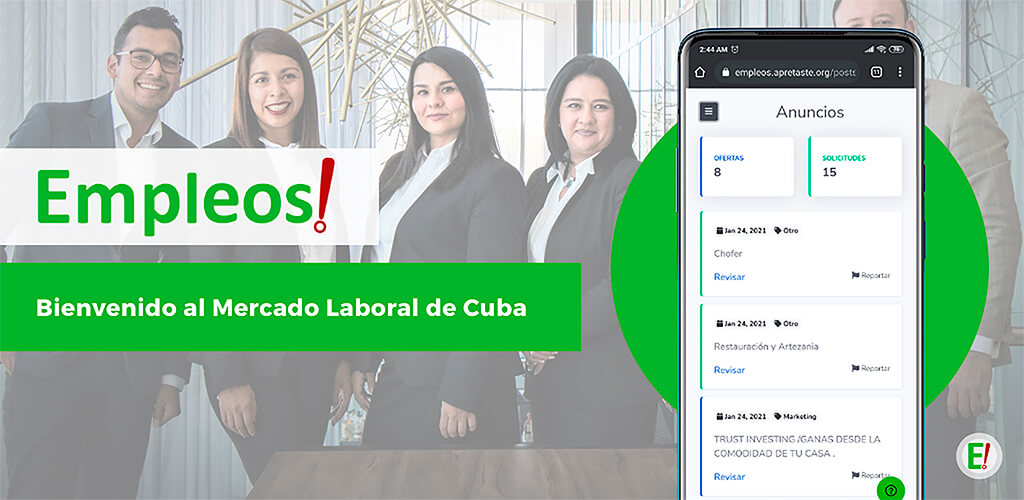 Empleos!
Bienvenido al Mercado Laboral de Cuba
2:44 AM
empleos.apretaste.org/posts
11
Anuncios
OFERTAS
8
SOLICITUDES
15
Jan 24, 2021 Otro
Chofer
Revisar Reportar
Jan 24, 2021 Otro
Restauración y Artezania
Revisar Reportar
Jan 24, 2021 Marketing
TRUST INVESTING /GANAS DESDE LA
COMODIDAD DE TU CASA .
Revisar Reportar
E!